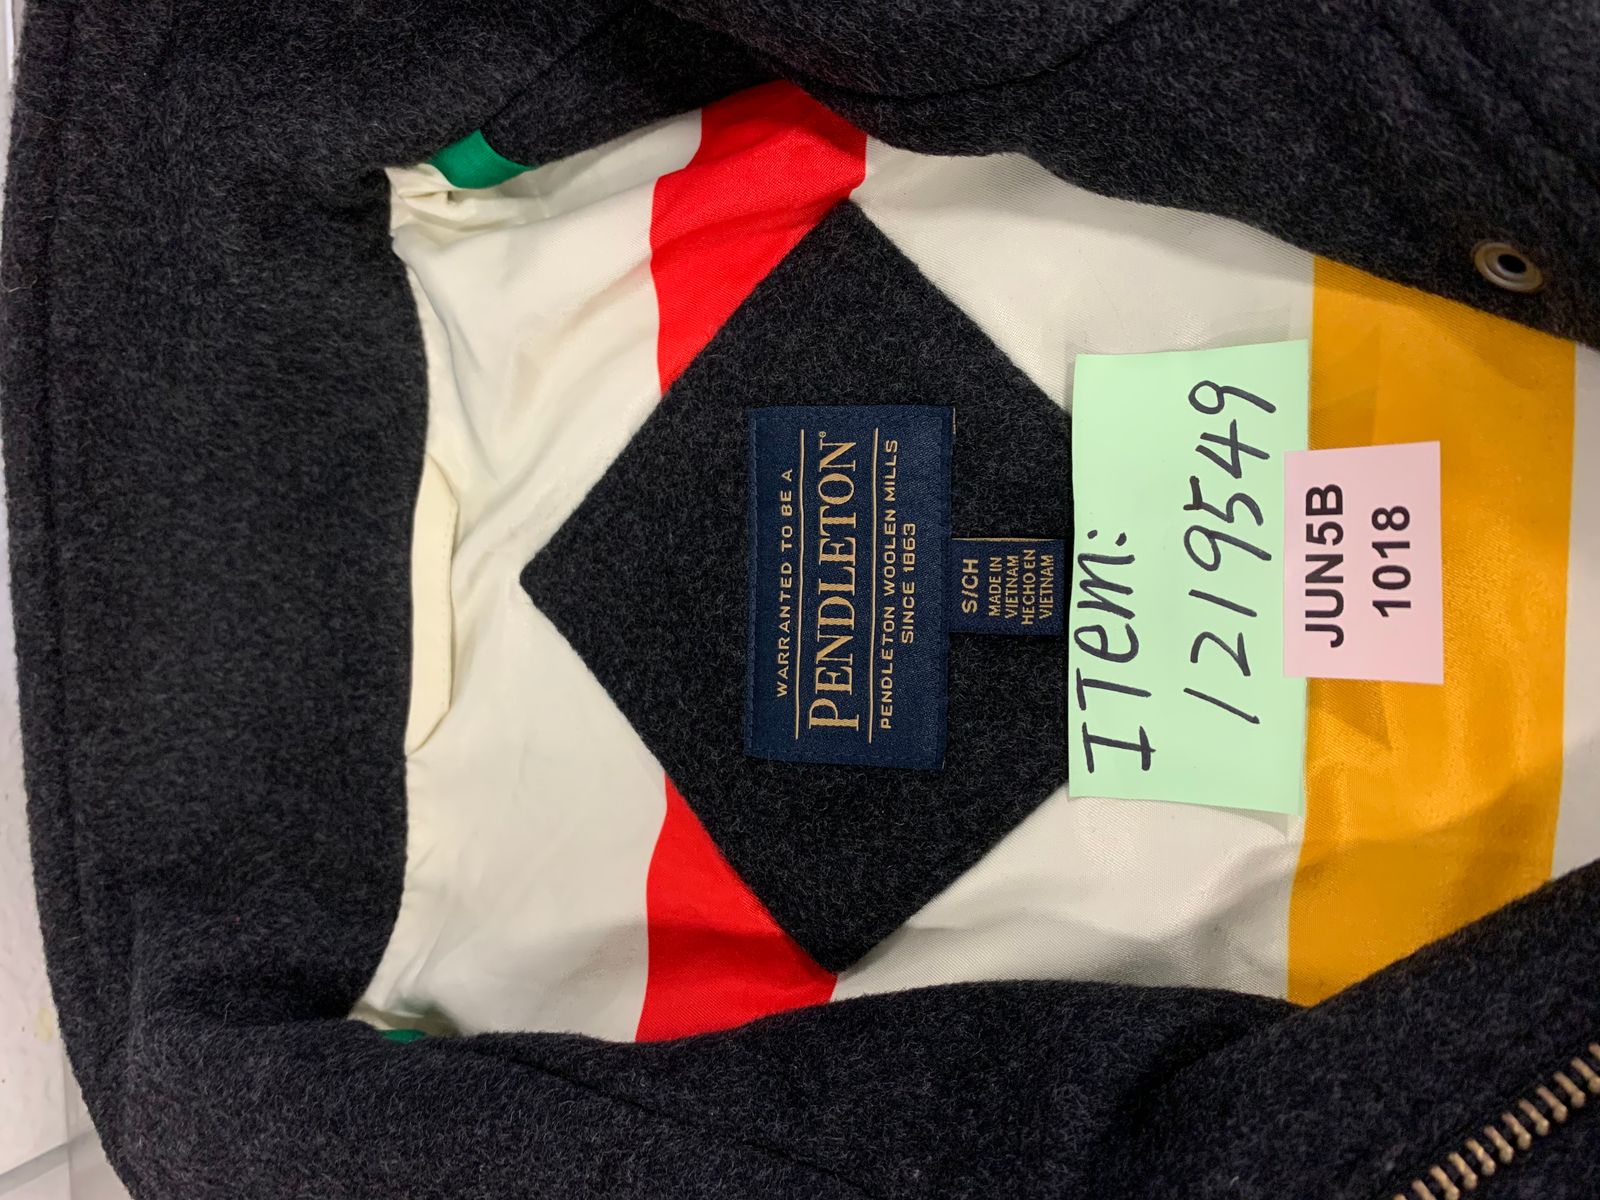 WARRANTED TO BE A
PENDLETON®
PENDLETON WOOLEN MILLS
SINCE 1863
S/CH
MADE IN
VIETNAM
HECHO EN
VIETNAM
ITem:
1219549
JUN5B
1018